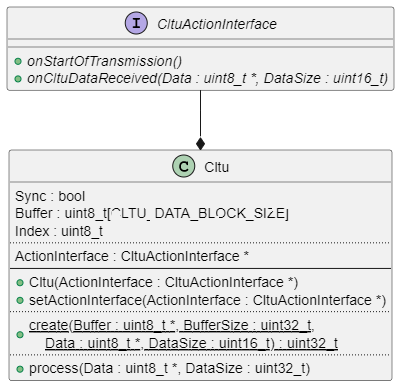 I CltuActionInterface
onStartOfTransmission()
onCltuDataReceived(Data : uint8_t *, DataSize : uint16_t)
C Cltu
Sync : bool
Buffer : uint8_t[CLTU_DATA_BLOCK_SIZE]
Index : uint8_t
ActionInterface : CltuActionInterface *
Cltu(ActionInterface : CltuActionInterface *)
setActionInterface(ActionInterface : CltuActionInterface *)
create(Buffer : uint8_t *, BufferSize : uint32_t,
Data : uint8_t *, DataSize : uint16_t) : uint32_t
process(Data : uint8_t *, DataSize : uint32_t)